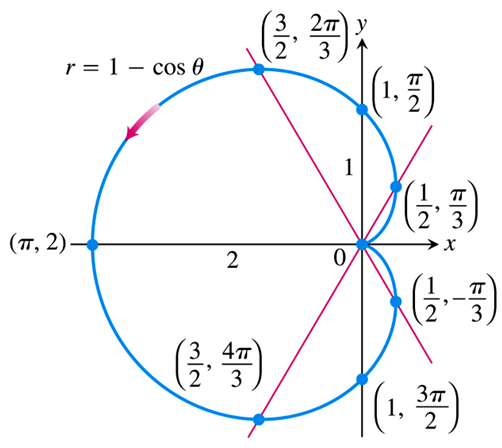 (3/2, 2π/3)
y
r = 1 − cos θ
(1, π/2)
1
(1/2, π/3)
(π, 2)
x
2
0
(1/2, −π/3)
(3/2, 4π/3)
(1, 3π/2)